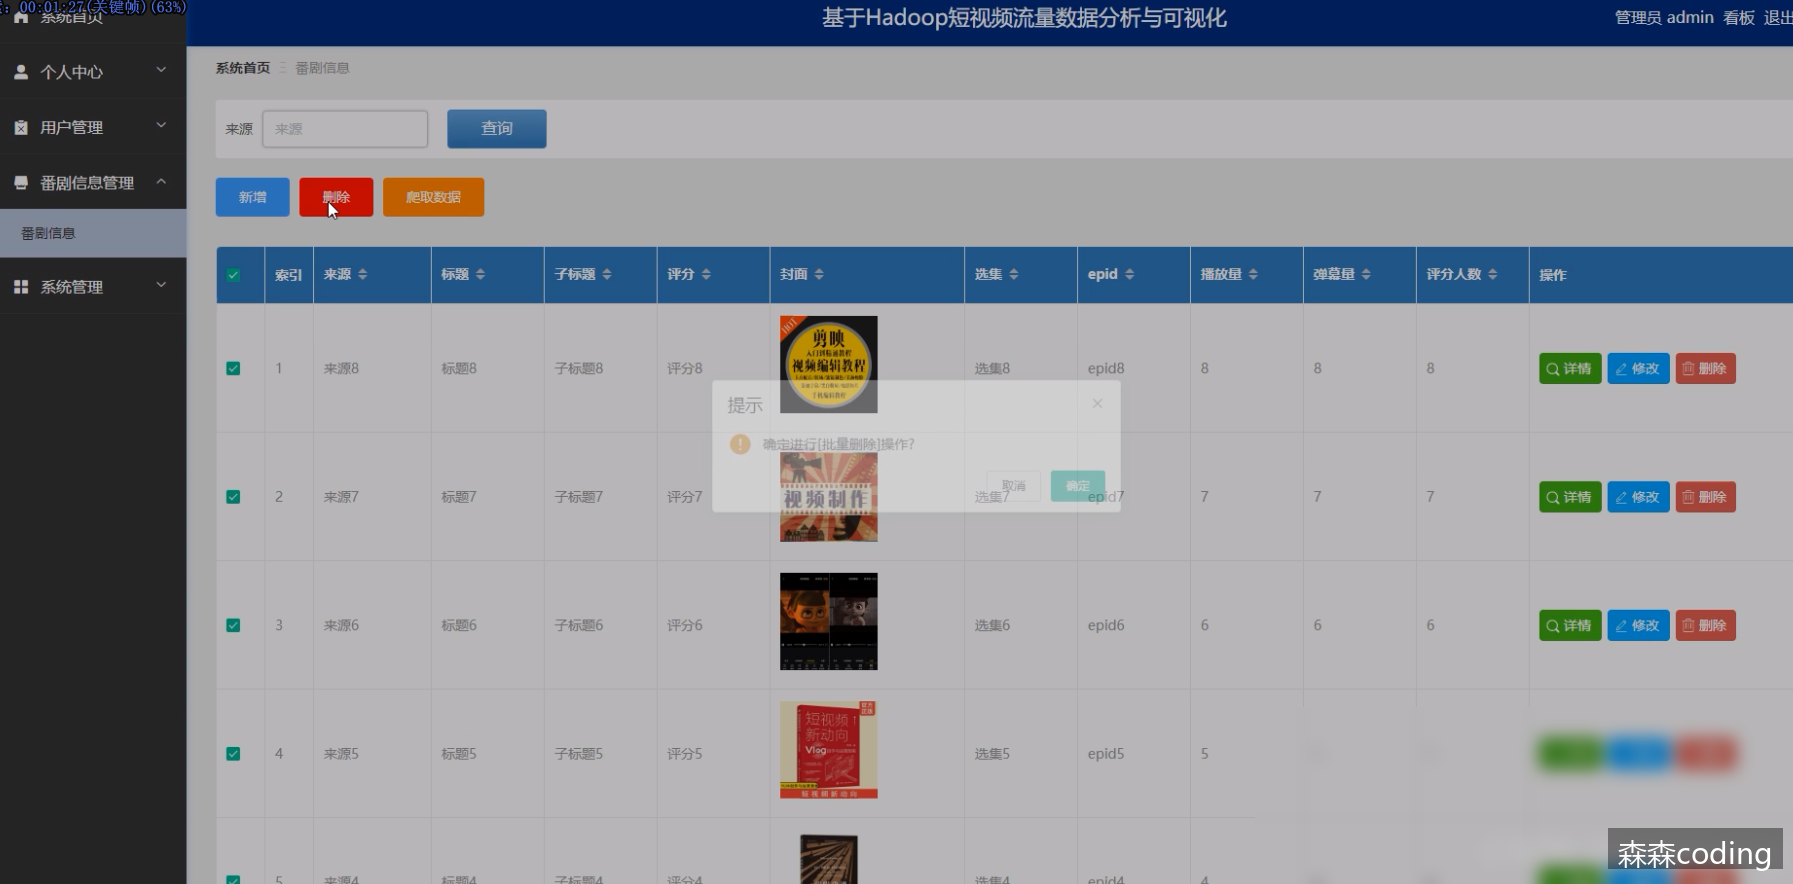 00:01:27(关键帧)(63%)
系统首页
基于Hadoop短视频流量数据分析与可视化
管理员 admin 看板 退出
个人中心
用户管理
番剧信息管理
番剧信息
系统管理
系统首页 番剧信息
来源 来源 查询
新增 删除 爬取数据
索引 来源 标题 子标题 评分 封面 选集 epid 播放量 弹幕量 评分人数 操作
HOT
剪映
入门到精通教程
视频编辑教程
1 来源8 标题8 子标题8 评分8 选集8 epid8 8 8 8 详情 修改 删除
提示
确定进行[批量删除]操作?
取消 确定
视频制作
2 来源7 标题7 子标题7 评分7 选集7 epid7 7 7 7 详情 修改 删除
3 来源6 标题6 子标题6 评分6 选集6 epid6 6 6 6 详情 修改 删除
短视频!
新动向
Vlog
短视频新动向
4 来源5 标题5 子标题5 评分5 选集5 epid5 5
5 来源4 标题4 子标题4 评分4 选集4 epid4 4
森森coding